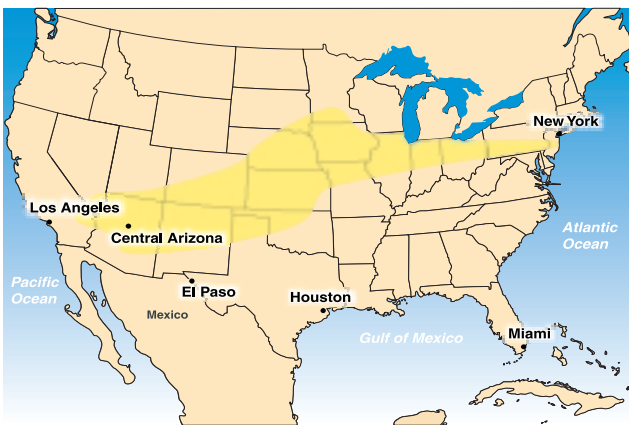 New York
Los Angeles
Central Arizona
Atlantic
Ocean
Pacific
Ocean
El Paso
Houston
Mexico
Gulf of Mexico
Miami